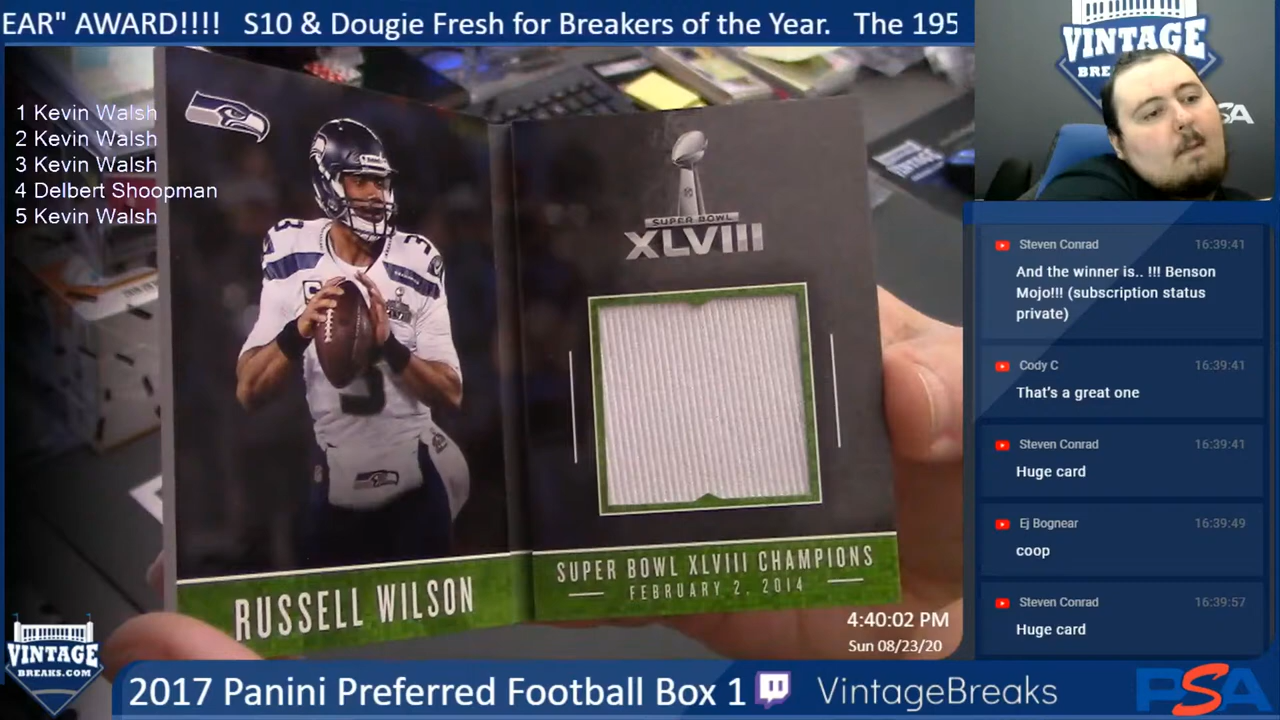 EAR" AWARD!!!! S10 & Dougie Fresh for Breakers of the Year. The 195
VINTAGE
BRE
SA
1 Kevin Walsh
2 Kevin Walsh
3 Kevin Walsh
4 Delbert Shoopman
5 Kevin Walsh
3
3
3
SUPER BOWL
XLVIII
RUSSELL WILSON
SUPER BOWL XLVIII CHAMPIONS
FEBRUARY 2, 2014
Steven Conrad 16:39:41
And the winner is.. !!! Benson
Mojo!!! (subscription status
private)
Cody C 16:39:41
That's a great one
Steven Conrad 16:39:41
Huge card
Ej Bognear 16:39:49
coop
Steven Conrad 16:39:57
Huge card
4:40:02 PM
Sun 08/23/20
VINTAGE
BREAKS.COM
2017 Panini Preferred Football Box 1 VintageBreaks
PSA